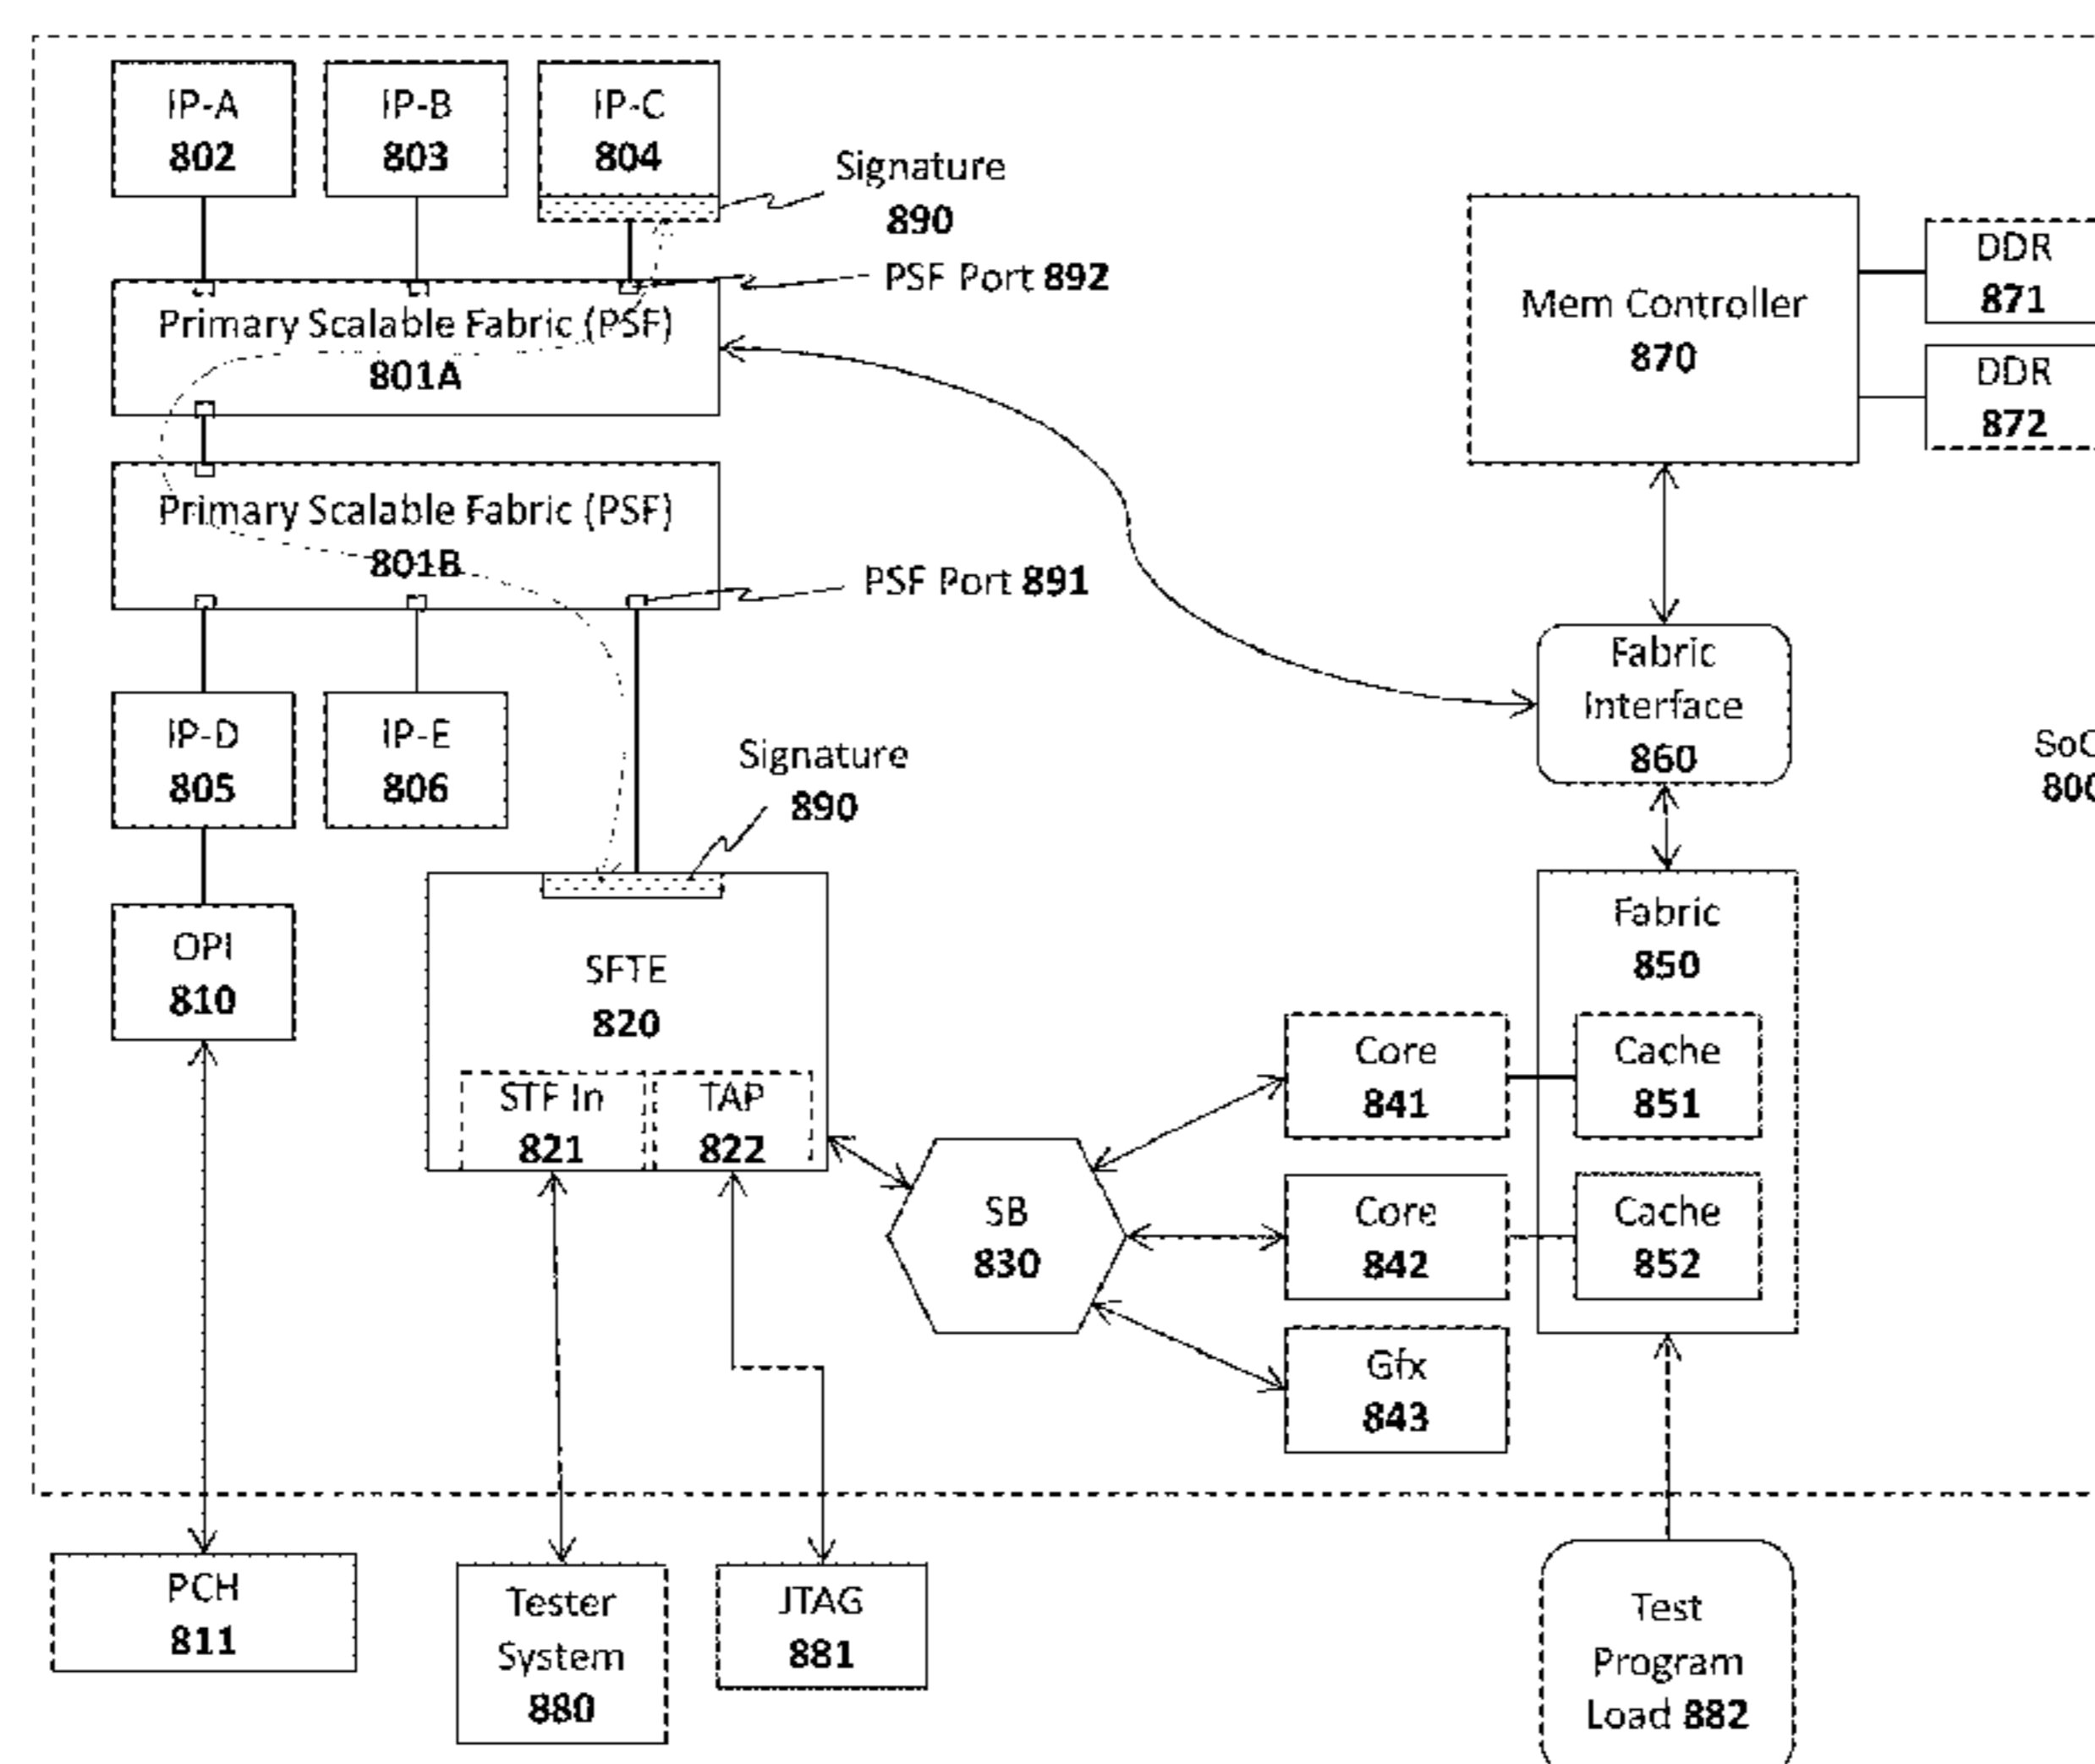 IP-A
802
IP-B
803
IP-C
804
Signature
890
PSF Port 892
Primary Scalable Fabric (PSF)
801A
Mem Controller
870
DDR
871
DDR
872
Primary Scalable Fabric (PSF)
801B
PSF Port 891
Fabric
Interface
860
IP-D
805
IP-E
806
Signature
890
OPI
810
SFTE
820
STF In
821
TAP
822
SB
830
Fabric
850
Core
841
Cache
851
Core
842
Cache
852
Gfx
843
PCH
811
Tester
System
880
JTAG
881
Test
Program
Load 882